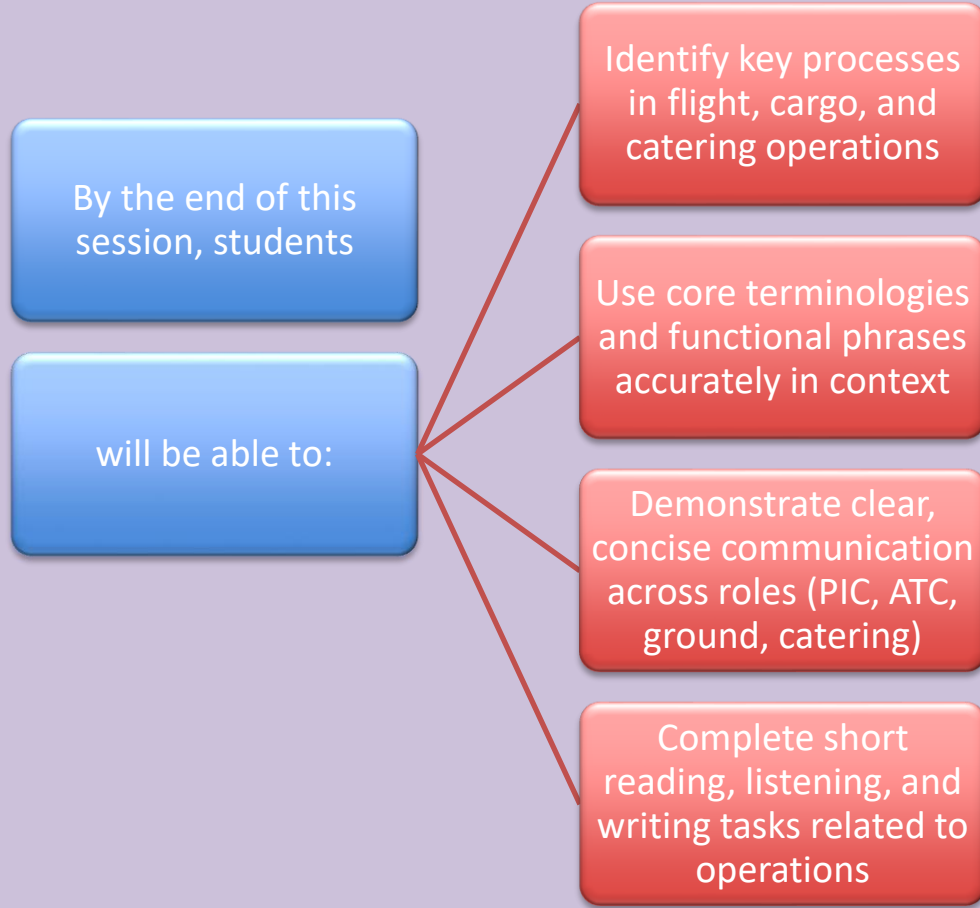 By the end of this
session, students
will be able to:
Identify key processes
in flight, cargo, and
catering operations
Use core terminologies
and functional phrases
accurately in context
Demonstrate clear,
concise communication
across roles (PIC, ATC,
ground, catering)
Complete short
reading, listening, and
writing tasks related to
operations